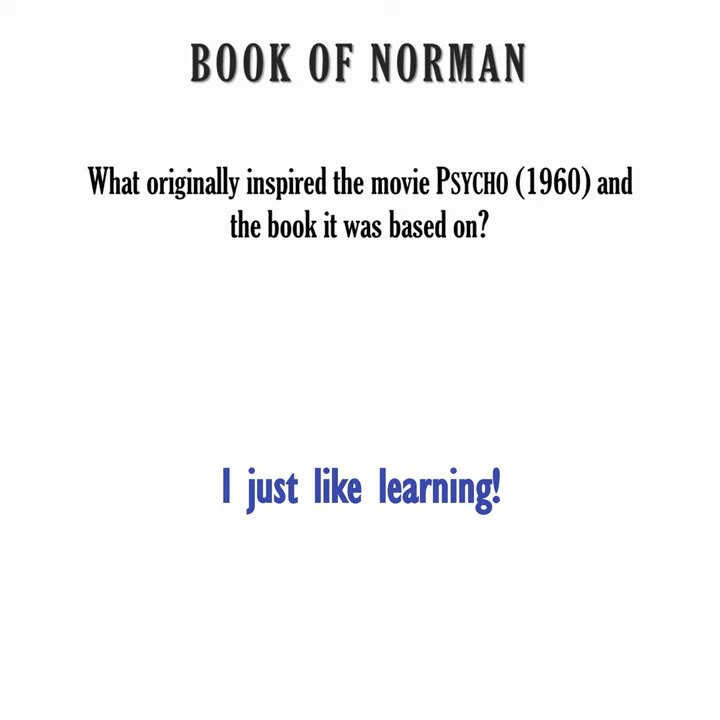 BOOK OF NORMAN
What originally inspired the movie PSYCHO (1960) and
the book it was based on?
I just like learning!